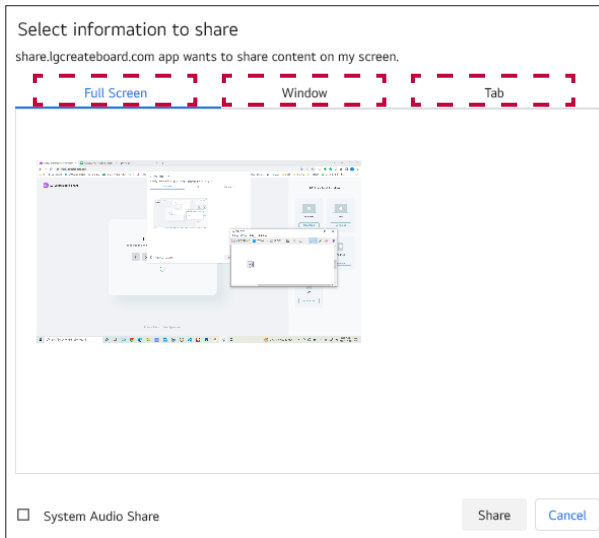 Select information to share
share.lgcreateboard.com app wants to share content on my screen.
Full Screen Window Tab
System Audio Share
Share Cancel